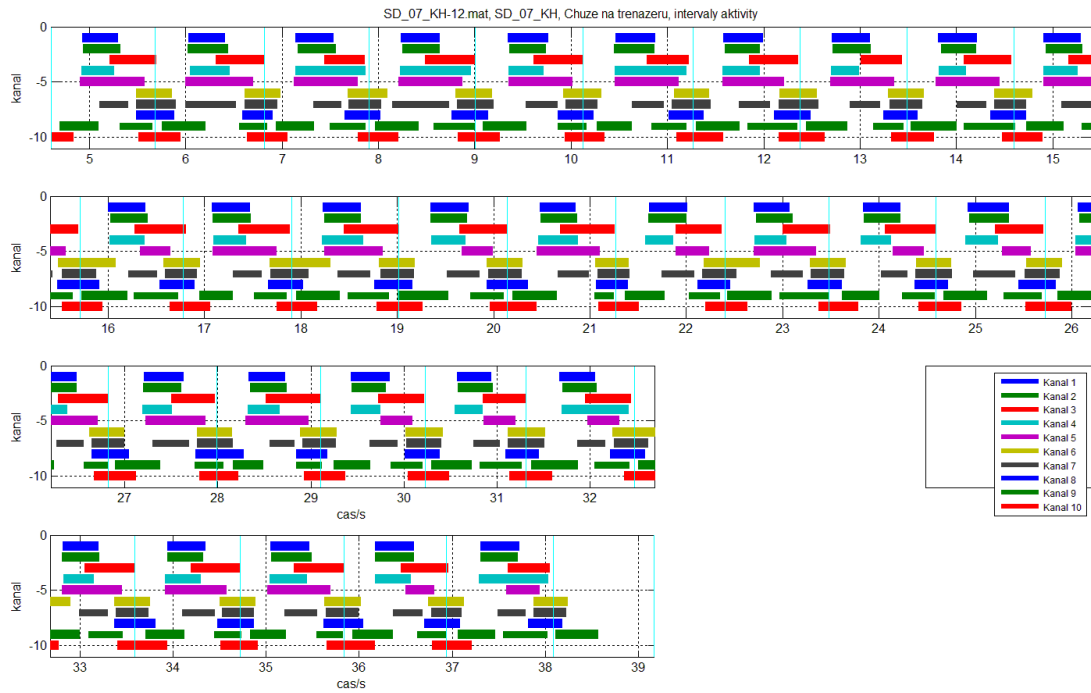 SD_07_KH-12.mat, SD_07_KH, Chuze na trenazeru, intervaly aktivity
0
-5
-10
kanal
5 6 7 8 9 10 11 12 13 14 15
0
-5
-10
kanal
16 17 18 19 20 21 22 23 24 25 26
0
-5
-10
kanal
27 28 29 30 31 32
cas/s
Kanal 1
Kanal 2
Kanal 3
Kanal 4
Kanal 5
Kanal 6
Kanal 7
Kanal 8
Kanal 9
Kanal 10
0
-5
-10
kanal
33 34 35 36 37 38 39
cas/s